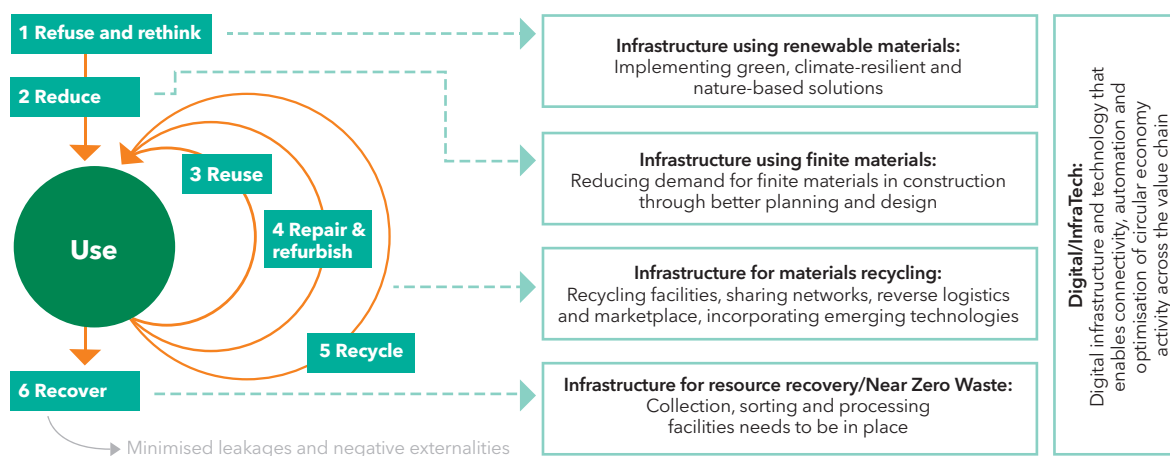 1 Refuse and rethink
2 Reduce
Use
3 Reuse
4 Repair &
refurbish
5 Recycle
6 Recover
Minimised leakages and negative externalities
Infrastructure using renewable materials:
Implementing green, climate-resilient and
nature-based solutions
Infrastructure using finite materials:
Reducing demand for finite materials in construction
through better planning and design
Infrastructure for materials recycling:
Recycling facilities, sharing networks, reverse logistics
and marketplace, incorporating emerging technologies
Infrastructure for resource recovery/Near Zero Waste:
Collection, sorting and processing
facilities needs to be in place
Digital/InfraTech:
Digital infrastructure and technology that
enables connectivity, automation and
optimisation of circular economy
activity across the value chain